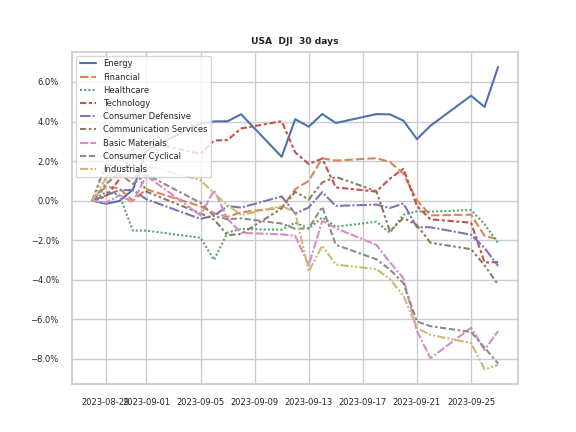 USA DJI 30 days
Energy
Financial
Healthcare
Technology
Consumer Defensive
Communication Services
Basic Materials
Consumer Cyclical
Industrials
6.0%
4.0%
2.0%
0.0%
−2.0%
−4.0%
−6.0%
−8.0%
2023-08-29
2023-09-01
2023-09-05
2023-09-09
2023-09-13
2023-09-17
2023-09-21
2023-09-25